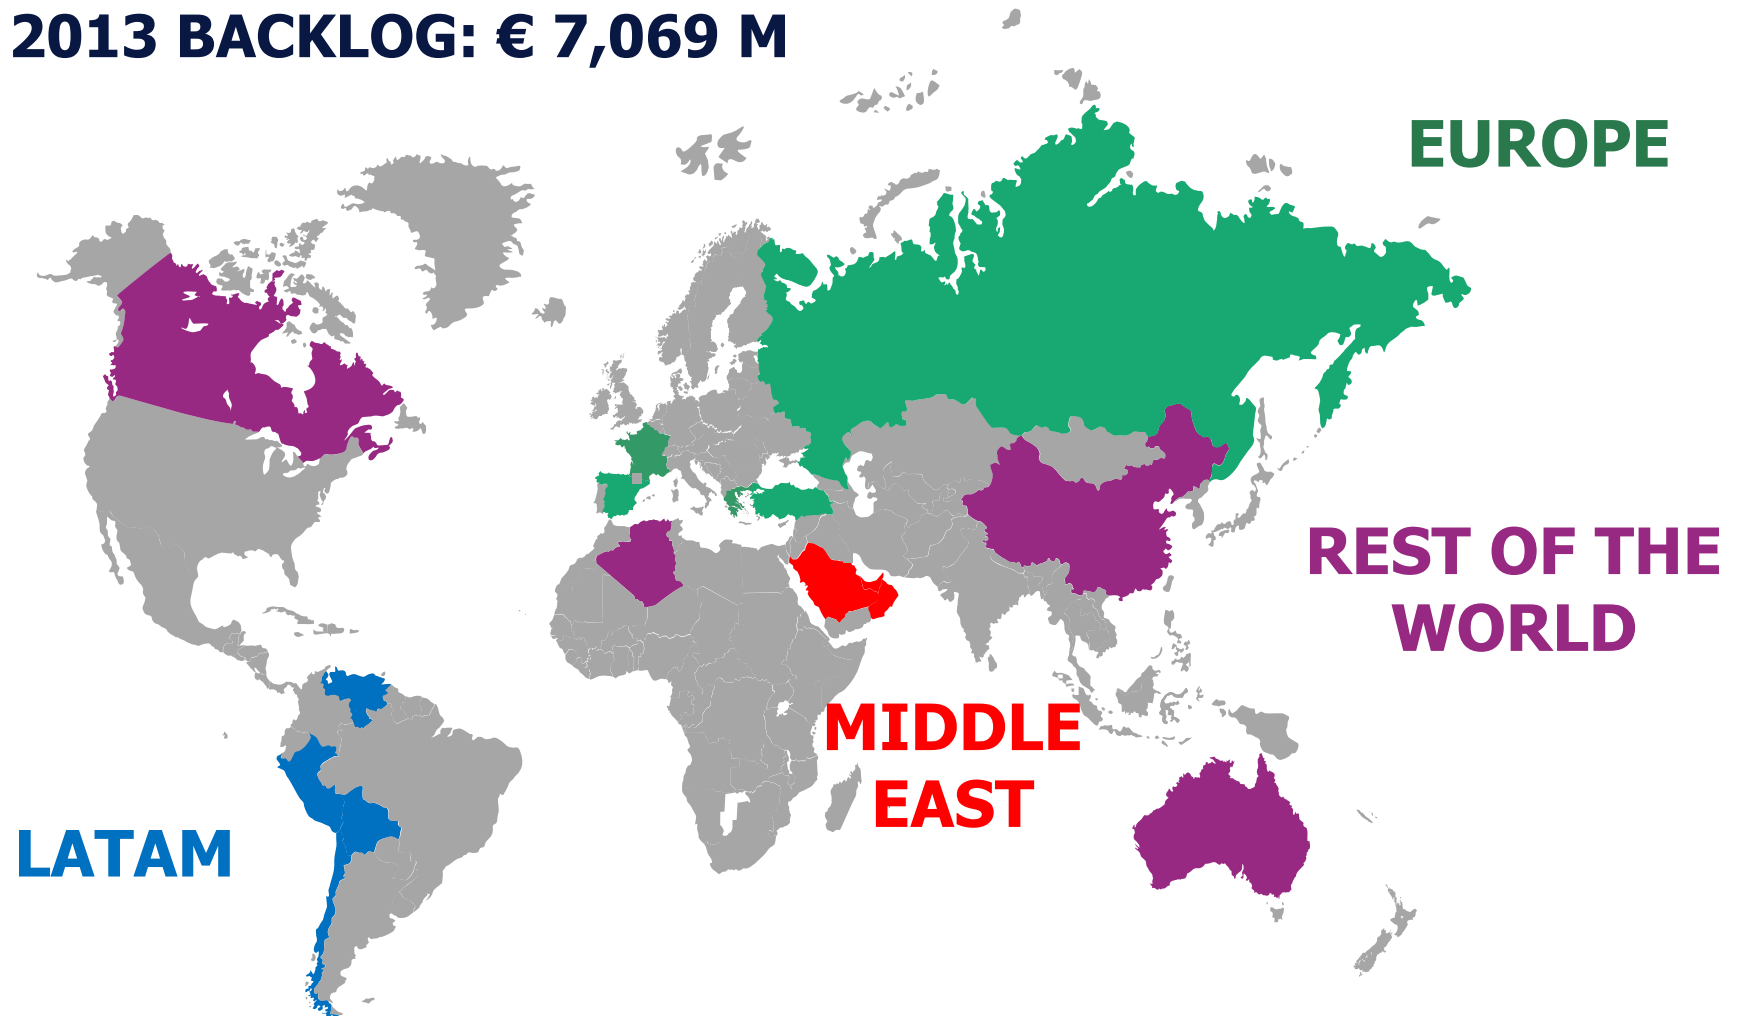 2013 BACKLOG: € 7,069 M
EUROPE
REST OF THE
WORLD
MIDDLE
EAST
LATAM